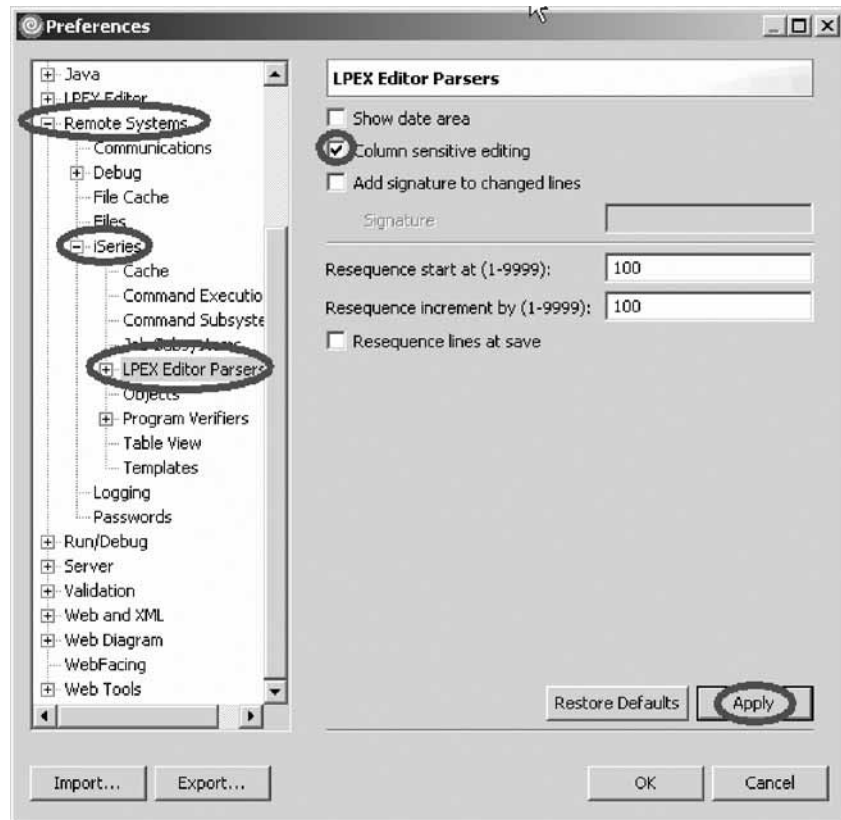 Preferences
Java
LPEX Editor
Remote Systems
Communications
Debug
File Cache
Files
iSeries
Cache
Command Executio
Command Subsyste
Job Subsystems
LPEX Editor Parsers
Objects
Program Verifiers
Table View
Templates
Logging
Passwords
Run/Debug
Server
Validation
Web and XML
Web Diagram
WebFacing
Web Tools
LPEX Editor Parsers
Show date area
Column sensitive editing
Add signature to changed lines
Signature
Resequence start at (1-9999): 100
Resequence increment by (1-9999): 100
Resequence lines at save
Restore Defaults Apply
Import... Export... OK Cancel